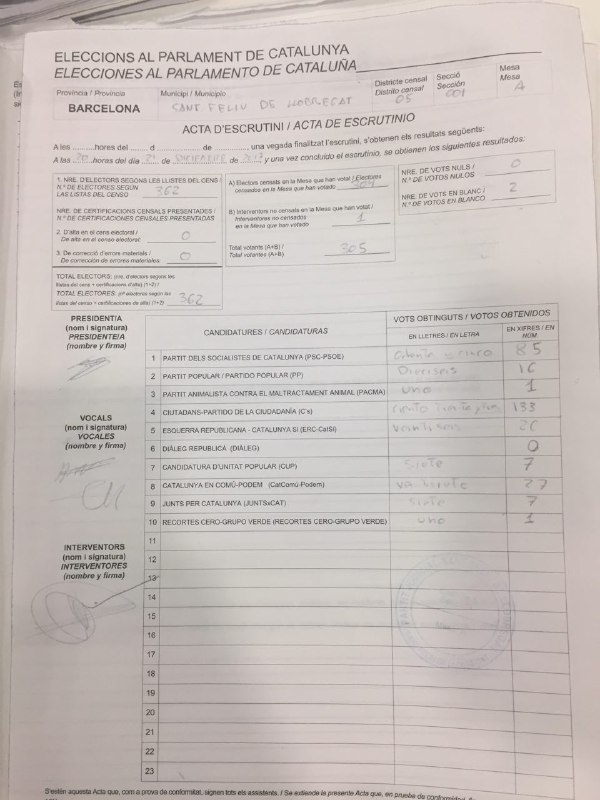 ELECCIONS AL PARLAMENT DE CATALUNYA
ELECCIONES AL PARLAMENTO DE CATALUÑA
Província / Provincia
BARCELONA
Municipi / Municipio
SANT FELIU DE LLOBREGAT
Districte censal
Distrito censal
05
Secció
Sección
001
Mesa
Mesa
A
ACTA D'ESCRUTINI / ACTA DE ESCRUTINIO
A les ...... hores del ...... d ...... de ......, una vegada finalitzat l'escrutini, s'obtenen els resultats següents:
A las 20 horas del día 21 de DICIEMBRE de 2017 y una vez concluido el escrutinio, se obtienen los siguientes resultados:
1. NRE. D'ELECTORS SEGONS LES LLISTES DEL CENS /
N.º DE ELECTORES SEGÚN
LAS LISTAS DEL CENSO 362
NRE. DE CERTIFICACIONS CENSALS PRESENTADES /
N.º DE CERTIFICACIONES CENSALES PRESENTADAS
2. D'alta en el cens electoral /
De alta en el censo electoral: 0
3. De correcció d'errors materials /
De corrección de errores materiales: 0
TOTAL ELECTORS: (nre. d'electors segons les
llistes del cens + certificacions d'alta) (1+2) /
TOTAL ELECTORES: (nº electores según las
listas del censo + certificaciones de alta) (1+2) 362
A) Electors censats en la Mesa que han votat / Electores
censados en la Mesa que han votado 304
B) Interventors no censats en la Mesa que han votat /
Interventores no censados
en la Mesa que han votado 1
Total votants (A+B) /
Total votantes (A+B) 305
NRE. DE VOTS NULS /
N.º DE VOTOS NULOS 0
NRE. DE VOTS EN BLANC /
N.º DE VOTOS EN BLANCO 2
PRESIDENT/A
(nom i signatura)
PRESIDENTE/A
(nombre y firma)
VOCALS
(nom i signatura)
VOCALES
(nombre y firma)
INTERVENTORS
(nom i signatura)
INTERVENTORES
(nombre y firma)
CANDIDATURES / CANDIDATURAS
VOTS OBTINGUTS / VOTOS OBTENIDOS
EN LLETRES / EN LETRA
EN XIFRES / EN NÚM.
1 PARTIT DELS SOCIALISTES DE CATALUNYA (PSC-PSOE) 85
2 PARTIT POPULAR / PARTIDO POPULAR (PP) Dieciseis 16
3 PARTIT ANIMALISTA CONTRA EL MALTRACTAMENT ANIMAL (PACMA) uno 1
4 CIUTADANS-PARTIDO DE LA CIUDADANÍA (C's) 133
5 ESQUERRA REPUBLICANA - CATALUNYA SÍ (ERC-CatSí) 26
6 DIÀLEG REPUBLICÀ (DIÀLEG) 0
7 CANDIDATURA D'UNITAT POPULAR (CUP) Siete 7
8 CATALUNYA EN COMÚ-PODEM (CatComú-Podem) 27
9 JUNTS PER CATALUNYA (JUNTSxCAT) Siete 7
10 RECORTES CERO-GRUPO VERDE (RECORTES CERO-GRUPO VERDE) uno 1
11
12
13
14
15
16
17
18
19
20
21
22
23
S'estén aquesta Acta que, com a prova de conformitat, signen tots els assistents. / Se extiende la presente Acta que, en prueba de conformidad,